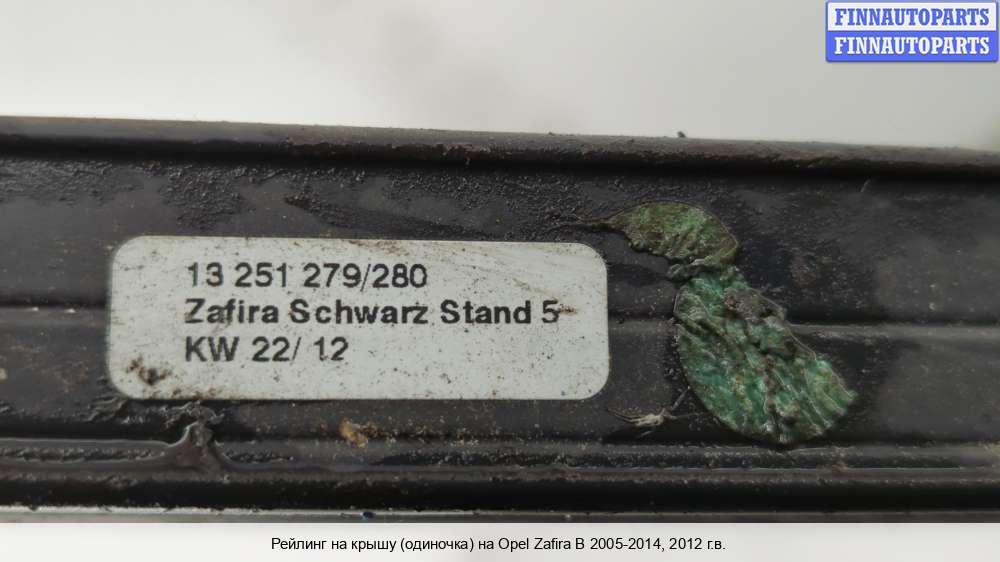 FINNAUTOPARTS
FINNAUTOPARTS
13 251 279/280
Zafira Schwarz Stand 5
KW 22/ 12
Рейлинг на крышу (одиночка) на Opel Zafira B 2005-2014, 2012 г.в.